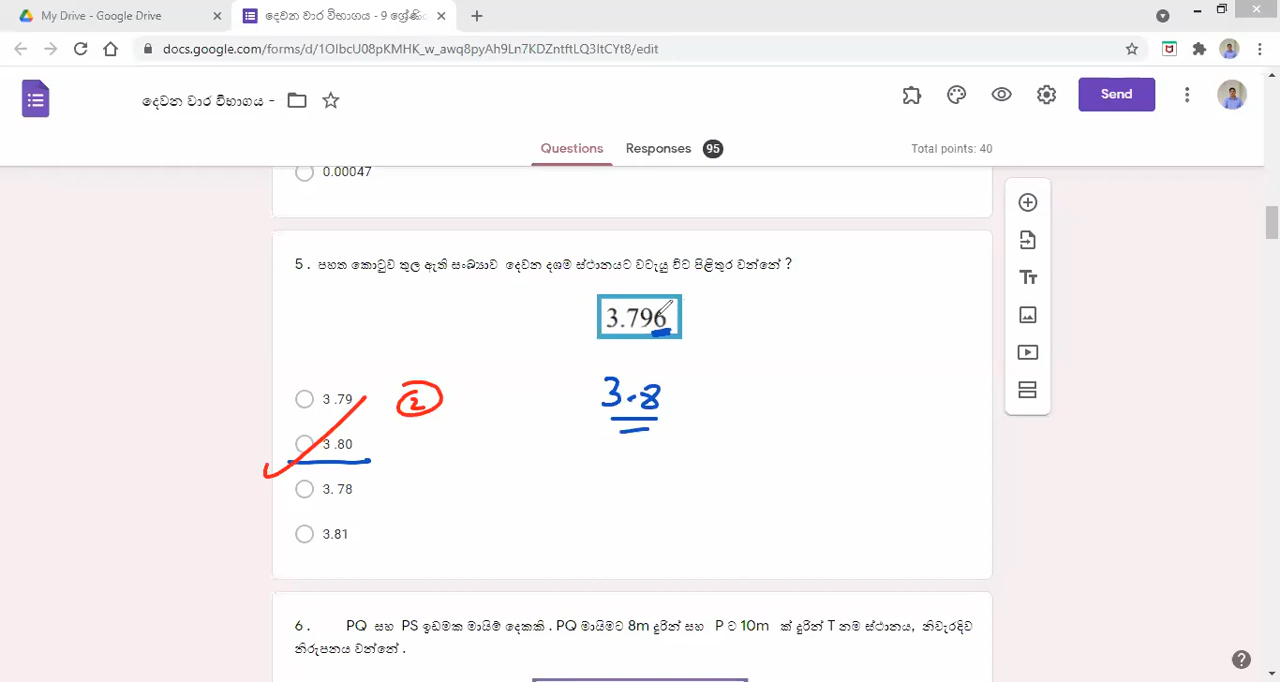 My Drive - Google Drive
දෙවන වාර විභාගය - 9 ශ්‍රේණි
docs.google.com/forms/d/1OlbcU08pKMHK_w_awq8pyAh9Ln7KDZntftLQ3ItCYt8/edit
දෙවන වාර විභාගය -
Send
Questions
Responses 95
Total points: 40
0.00047
5 . පහත කොටුව තුල ඇති සංඛ්‍යාව දෙවන දශම ස්ථානයට වටැයු විට පිළිතුර වන්නේ ?
3.796
3 .79
2
3.8
3 .80
3. 78
3.81
6 . PQ සහ PS ඉඩමක මායිම් දෙකකි . PQ මායිමට 8m දුරින් සහ P ට 10m ක් දුරින් T නම ස්ථානය, නිවැරදිව
නිරුපනය වන්නේ .